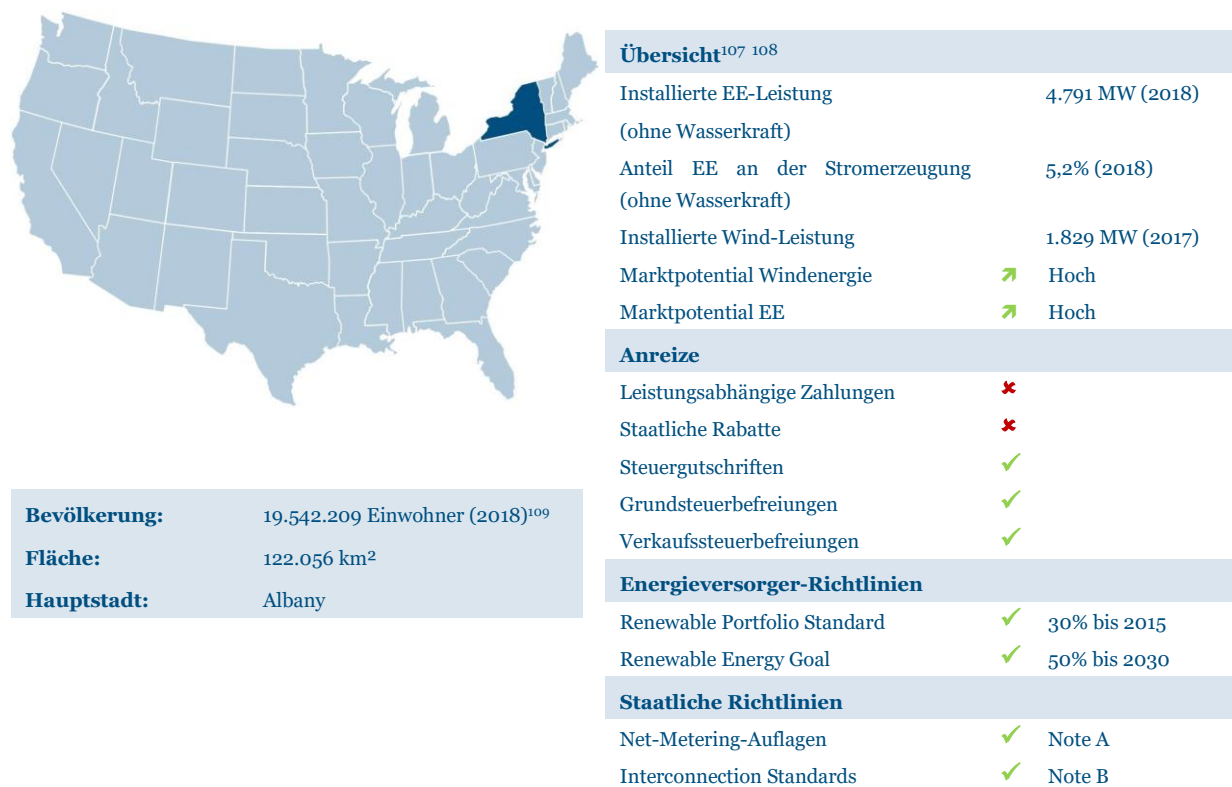 Übersicht107 108
Installierte EE-Leistung 4.791 MW (2018)
(ohne Wasserkraft)
Anteil EE an der Stromerzeugung 5,2% (2018)
(ohne Wasserkraft)
Installierte Wind-Leistung 1.829 MW (2017)
Marktpotential Windenergie Hoch
Marktpotential EE Hoch
Anreize
Leistungsabhängige Zahlungen
Staatliche Rabatte
Steuergutschriften
Grundsteuerbefreiungen
Verkaufssteuerbefreiungen
Energieversorger-Richtlinien
Renewable Portfolio Standard 30% bis 2015
Renewable Energy Goal 50% bis 2030
Staatliche Richtlinien
Net-Metering-Auflagen Note A
Interconnection Standards Note B
Bevölkerung: 19.542.209 Einwohner (2018)109
Fläche: 122.056 km²
Hauptstadt: Albany